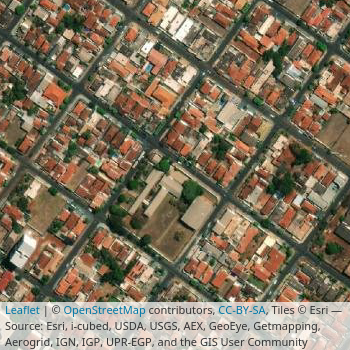 Leaflet | © OpenStreetMap contributors, CC-BY-SA, Tiles © Esri —
Source: Esri, i-cubed, USDA, USGS, AEX, GeoEye, Getmapping,
Aerogrid, IGN, IGP, UPR-EGP, and the GIS User Community